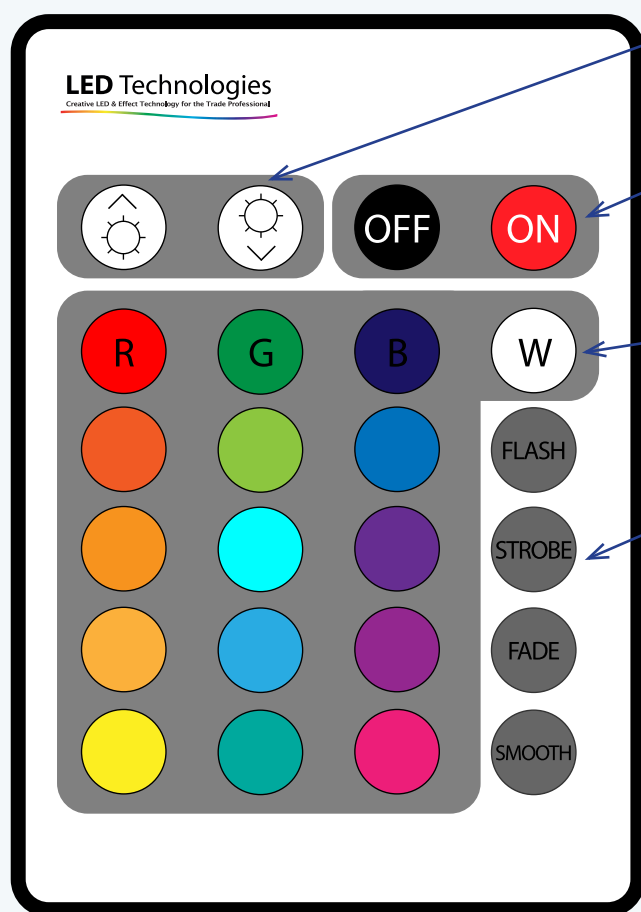 LED Technologies
Creative LED & Effect Technology for the Trade Professional
OFF ON
R G B W
FLASH
STROBE
FADE
SMOOTH